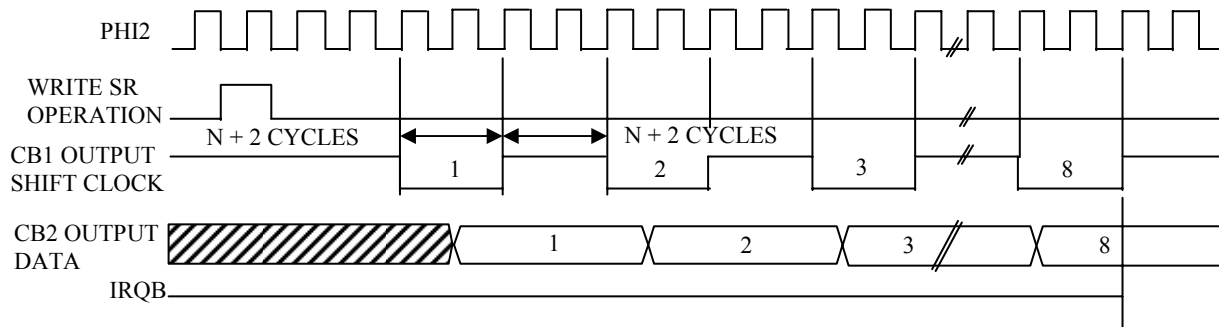 PHI2
WRITE SR
OPERATION
N + 2 CYCLES
N + 2 CYCLES
CB1 OUTPUT
SHIFT CLOCK
1
2
3
8
CB2 OUTPUT
DATA
1
2
3
8
IRQB